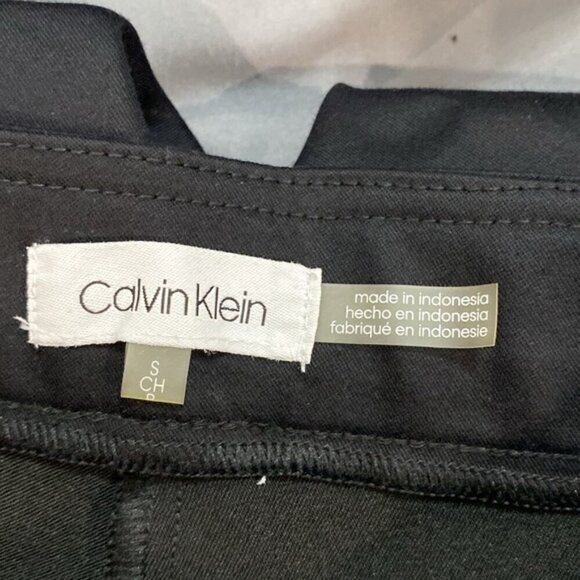 Calvin Klein
made in indonesia
hecho en indonesia
fabriqué en indonesie
S
CH
P